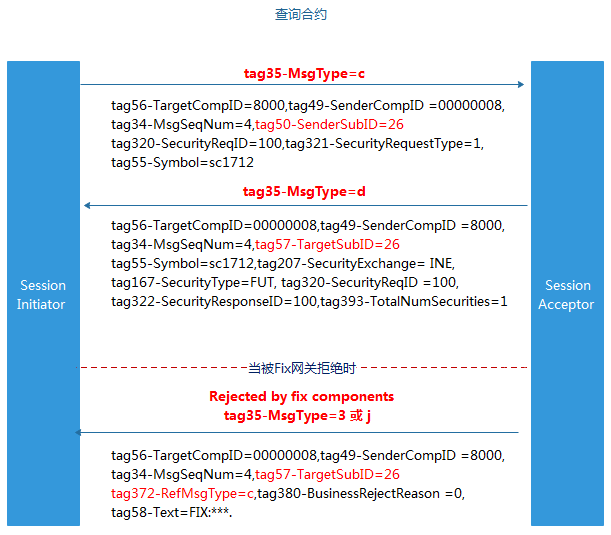 查询合约
tag35-MsgType=c
tag56-TargetCompID=8000,tag49-SenderCompID =00000008,
tag34-MsgSeqNum=4,tag50-SenderSubID=26
tag320-SecurityReqID=100,tag321-SecurityRequestType=1,
tag55-Symbol=sc1712
tag35-MsgType=d
tag56-TargetCompID=00000008,tag49-SenderCompID =8000,
tag34-MsgSeqNum=4,tag57-TargetSubID=26
tag55-Symbol=sc1712,tag207-SecurityExchange= INE,
tag167-SecurityType=FUT, tag320-SecurityReqID =100,
tag322-SecurityResponseID=100,tag393-TotalNumSecurities=1
Session
Initiator
Session
Acceptor
当被Fix网关拒绝时
Rejected by fix components
tag35-MsgType=3 或 j
tag56-TargetCompID=00000008,tag49-SenderCompID =8000,
tag34-MsgSeqNum=4,tag57-TargetSubID=26
tag372-RefMsgType=c,tag380-BusinessRejectReason =0,
tag58-Text=FIX:***.